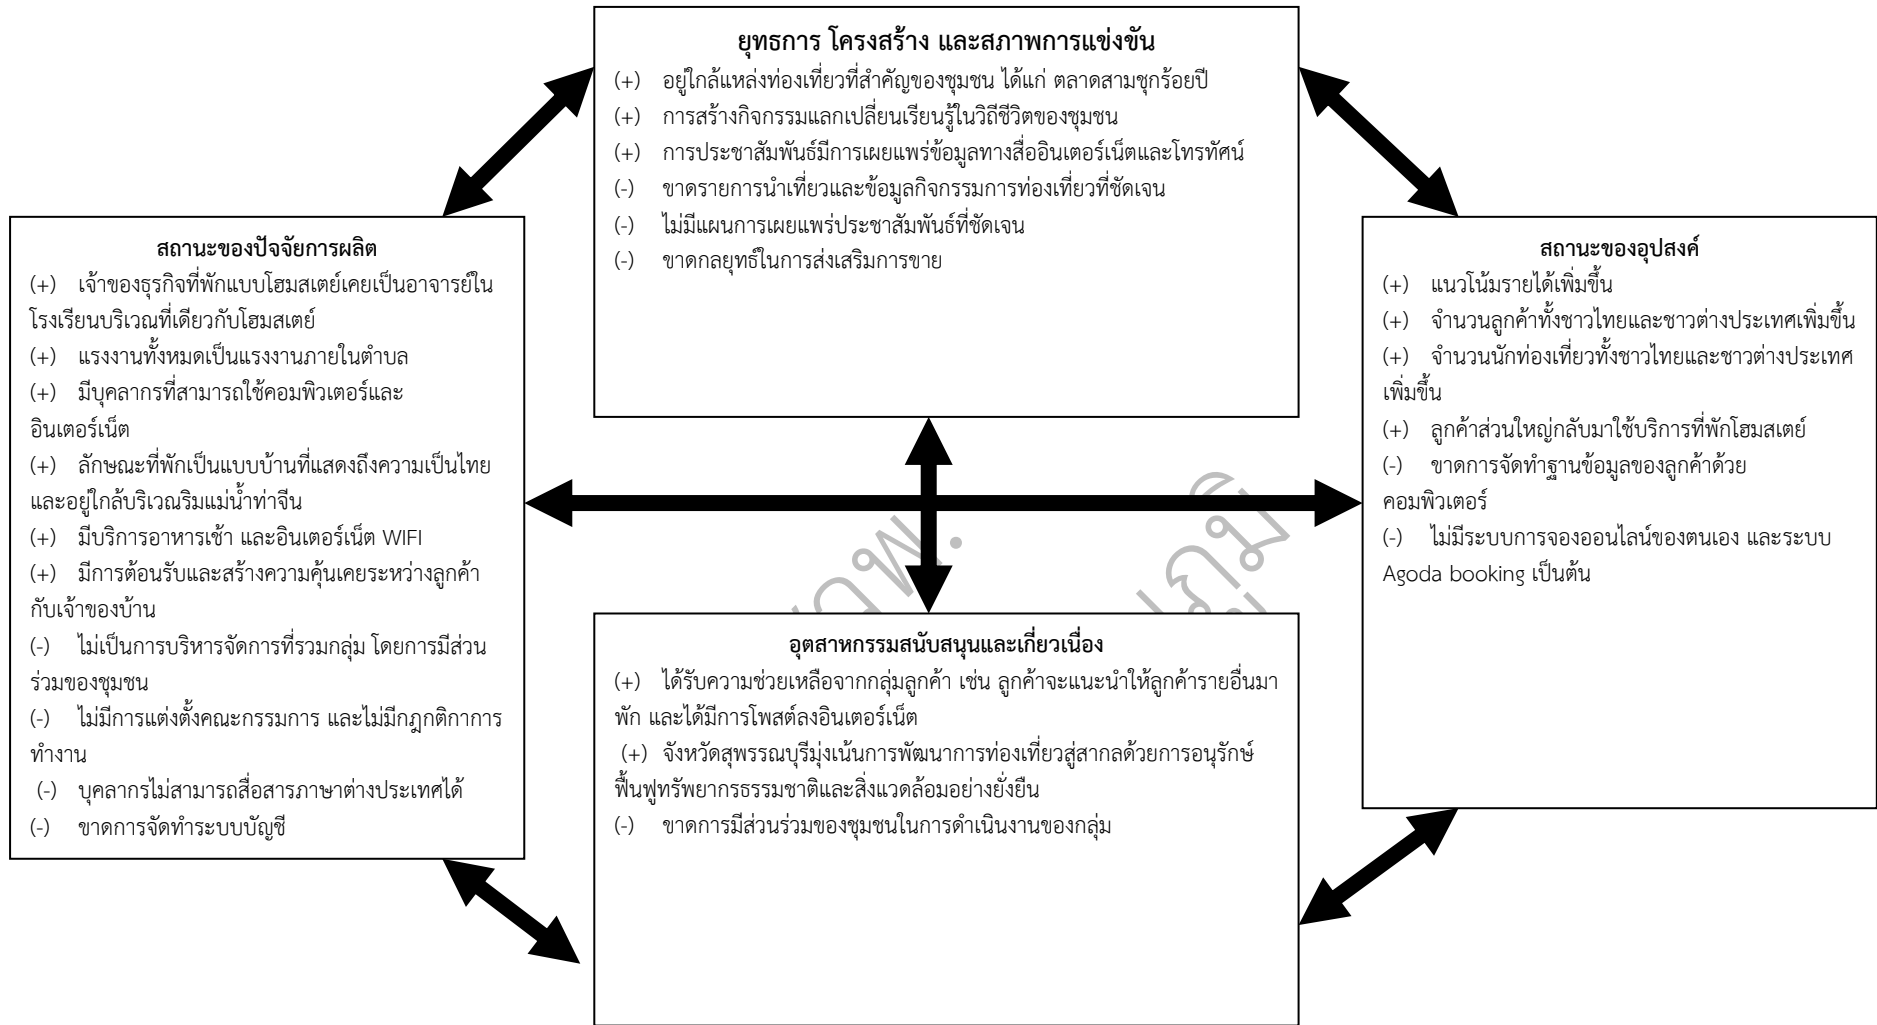 ยุทธการ โครงสร้าง และสภาพการแข่งขัน
(+) อยู่ใกล้แหล่งท่องเที่ยวที่สำคัญของชุมชน ได้แก่ ตลาดสามชุกร้อยปี
(+) การสร้างกิจกรรมแลกเปลี่ยนเรียนรู้ในวิถีชีวิตของชุมชน
(+) การประชาสัมพันธ์มีการเผยแพร่ข้อมูลทางสื่ออินเตอร์เน็ตและโทรทัศน์
(-) ขาดรายการนำเที่ยวและข้อมูลกิจกรรมการท่องเที่ยวที่ชัดเจน
(-) ไม่มีแผนการเผยแพร่ประชาสัมพันธ์ที่ชัดเจน
(-) ขาดกลยุทธ์ในการส่งเสริมการขาย
สถานะของปัจจัยการผลิต
(+) เจ้าของธุรกิจที่พักแบบโฮมสเตย์เคยเป็นอาจารย์ใน
โรงเรียนบริเวณที่เดียวกับโฮมสเตย์
(+) แรงงานทั้งหมดเป็นแรงงานภายในตำบล
(+) มีบุคลากรที่สามารถใช้คอมพิวเตอร์และ
อินเตอร์เน็ต
(+) ลักษณะที่พักเป็นแบบบ้านที่แสดงถึงความเป็นไทย
และอยู่ใกล้บริเวณริมแม่น้ำท่าจีน
(+) มีบริการอาหารเช้า และอินเตอร์เน็ต WIFI
(+) มีการต้อนรับและสร้างความคุ้นเคยระหว่างลูกค้า
กับเจ้าของบ้าน
(-) ไม่เป็นการบริหารจัดการที่รวมกลุ่ม โดยการมีส่วน
ร่วมของชุมชน
(-) ไม่มีการแต่งตั้งคณะกรรมการ และไม่มีกฎกติกาการ
ทำงาน
(-) บุคลากรไม่สามารถสื่อสารภาษาต่างประเทศได้
(-) ขาดการจัดทำระบบบัญชี
สถานะของอุปสงค์
(+) แนวโน้มรายได้เพิ่มขึ้น
(+) จำนวนลูกค้าทั้งชาวไทยและชาวต่างประเทศเพิ่มขึ้น
(+) จำนวนนักท่องเที่ยวทั้งชาวไทยและชาวต่างประเทศ
เพิ่มขึ้น
(+) ลูกค้าส่วนใหญ่กลับมาใช้บริการที่พักโฮมสเตย์
(-) ขาดการจัดทำฐานข้อมูลของลูกค้าด้วย
คอมพิวเตอร์
(-) ไม่มีระบบการจองออนไลน์ของตนเอง และระบบ
Agoda booking เป็นต้น
อุตสาหกรรมสนับสนุนและเกี่ยวเนื่อง
(+) ได้รับความช่วยเหลือจากกลุ่มลูกค้า เช่น ลูกค้าจะแนะนำให้ลูกค้ารายอื่นมา
พัก และได้มีการโพสต์ลงอินเตอร์เน็ต
(+) จังหวัดสุพรรณบุรีมุ่งเน้นการพัฒนาการท่องเที่ยวสู่สากลด้วยการอนุรักษ์
ฟื้นฟูทรัพยากรธรรมชาติและสิ่งแวดล้อมอย่างยั่งยืน
(-) ขาดการมีส่วนร่วมของชุมชนในการดำเนินงานของกลุ่ม